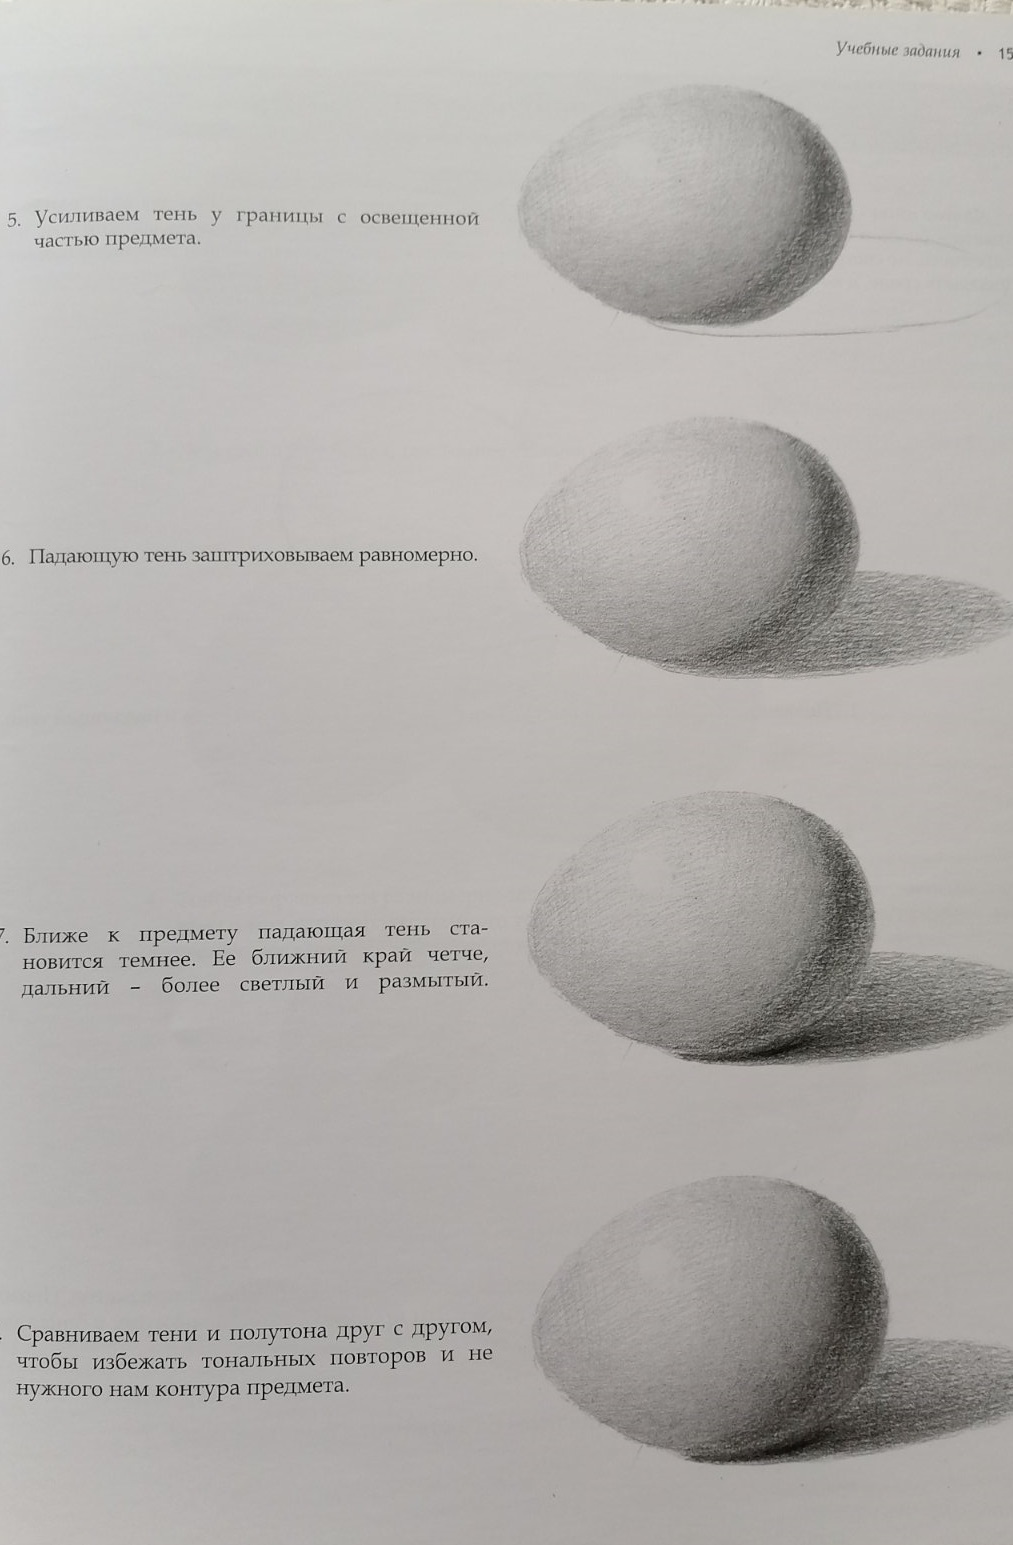 Учебные задания • 15
5. Усиливаем тень у границы с освещенной
частью предмета.
6. Падающую тень заштриховываем равномерно.
7. Ближе к предмету падающая тень ста-
новится темнее. Ее ближний край четче,
дальний – более светлый и размытый.
Сравниваем тени и полутона друг с другом,
чтобы избежать тональных повторов и не
нужного нам контура предмета.